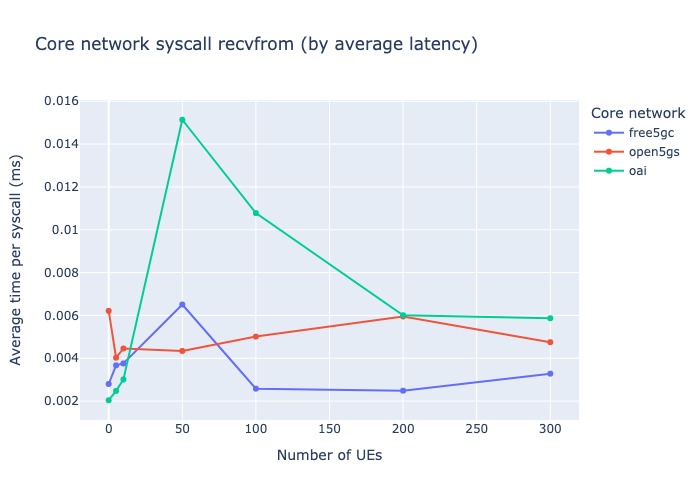 Core network syscall recvfrom (by average latency)
Core network
free5gc
open5gs
oai
Average time per syscall (ms)
0.016
0.014
0.012
0.01
0.008
0.006
0.004
0.002
0 50 100 150 200 250 300
Number of UEs